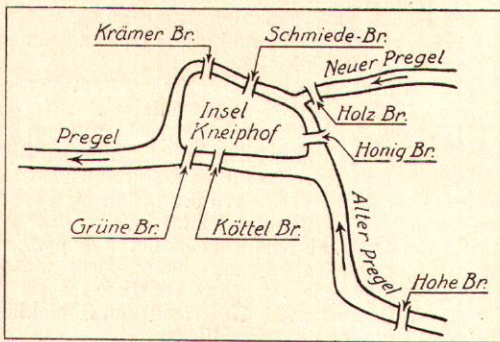 Krämer Br.
Schmiede-Br.
Neuer Pregel
Holz Br.
Insel
Kneiphof
Honig Br.
Pregel
Grüne Br.
Köttel Br.
Alter Pregel
Hohe Br.